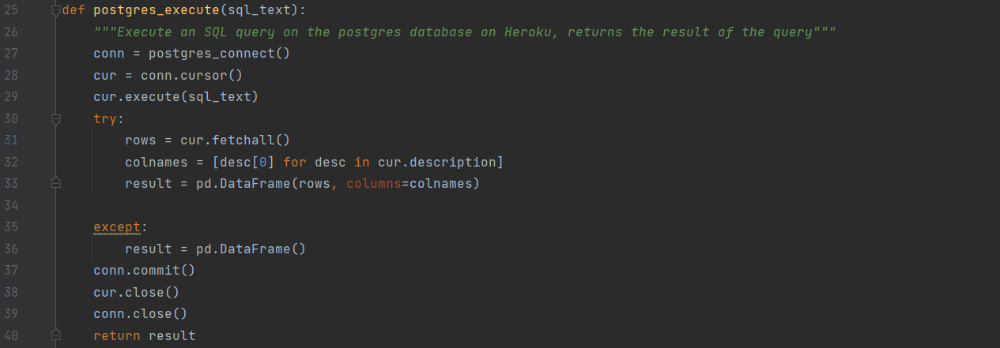 25 def postgres_execute(sql_text):
26     """Execute an SQL query on the postgres database on Heroku, returns the result of the query"""
27     conn = postgres_connect()
28     cur = conn.cursor()
29     cur.execute(sql_text)
30     try:
31         rows = cur.fetchall()
32         colnames = [desc[0] for desc in cur.description]
33         result = pd.DataFrame(rows, columns=colnames)
34
35     except:
36         result = pd.DataFrame()
37     conn.commit()
38     cur.close()
39     conn.close()
40     return result